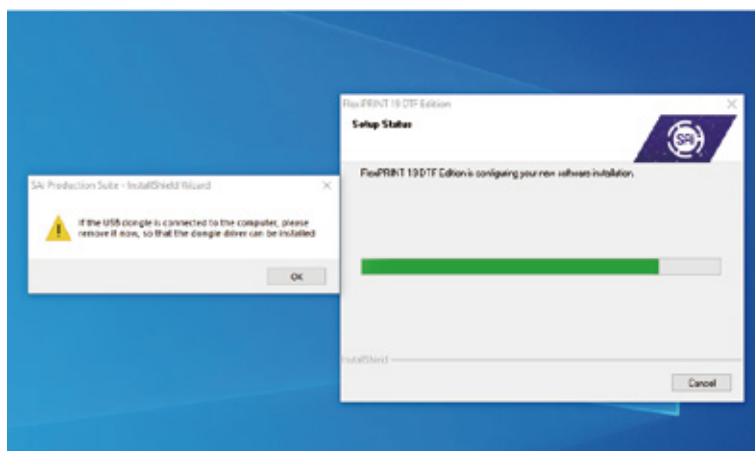 SAi Production Suite - InstallShield Wizard
If the USB dongle is connected to the computer, please
remove it now, so that the dongle driver can be installed
OK
FlexiPRINT 19 DTF Edition
Setup Status
SAi
FlexiPRINT 19 DTF Edition is configuring your new software installation.
InstallShield
Cancel